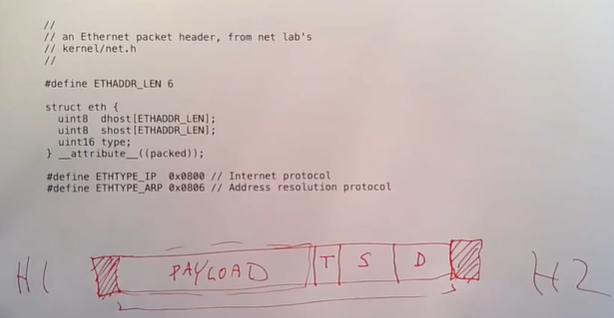 //
// an Ethernet packet header, from net lab's
// kernel/net.h
//
#define ETHADDR_LEN 6
struct eth {
  uint8  dhost[ETHADDR_LEN];
  uint8  shost[ETHADDR_LEN];
  uint16 type;
} __attribute__((packed));
#define ETHTYPE_IP  0x0800 // Internet protocol
#define ETHTYPE_ARP 0x0806 // Address resolution protocol
H1 PAYLOAD T S D H2